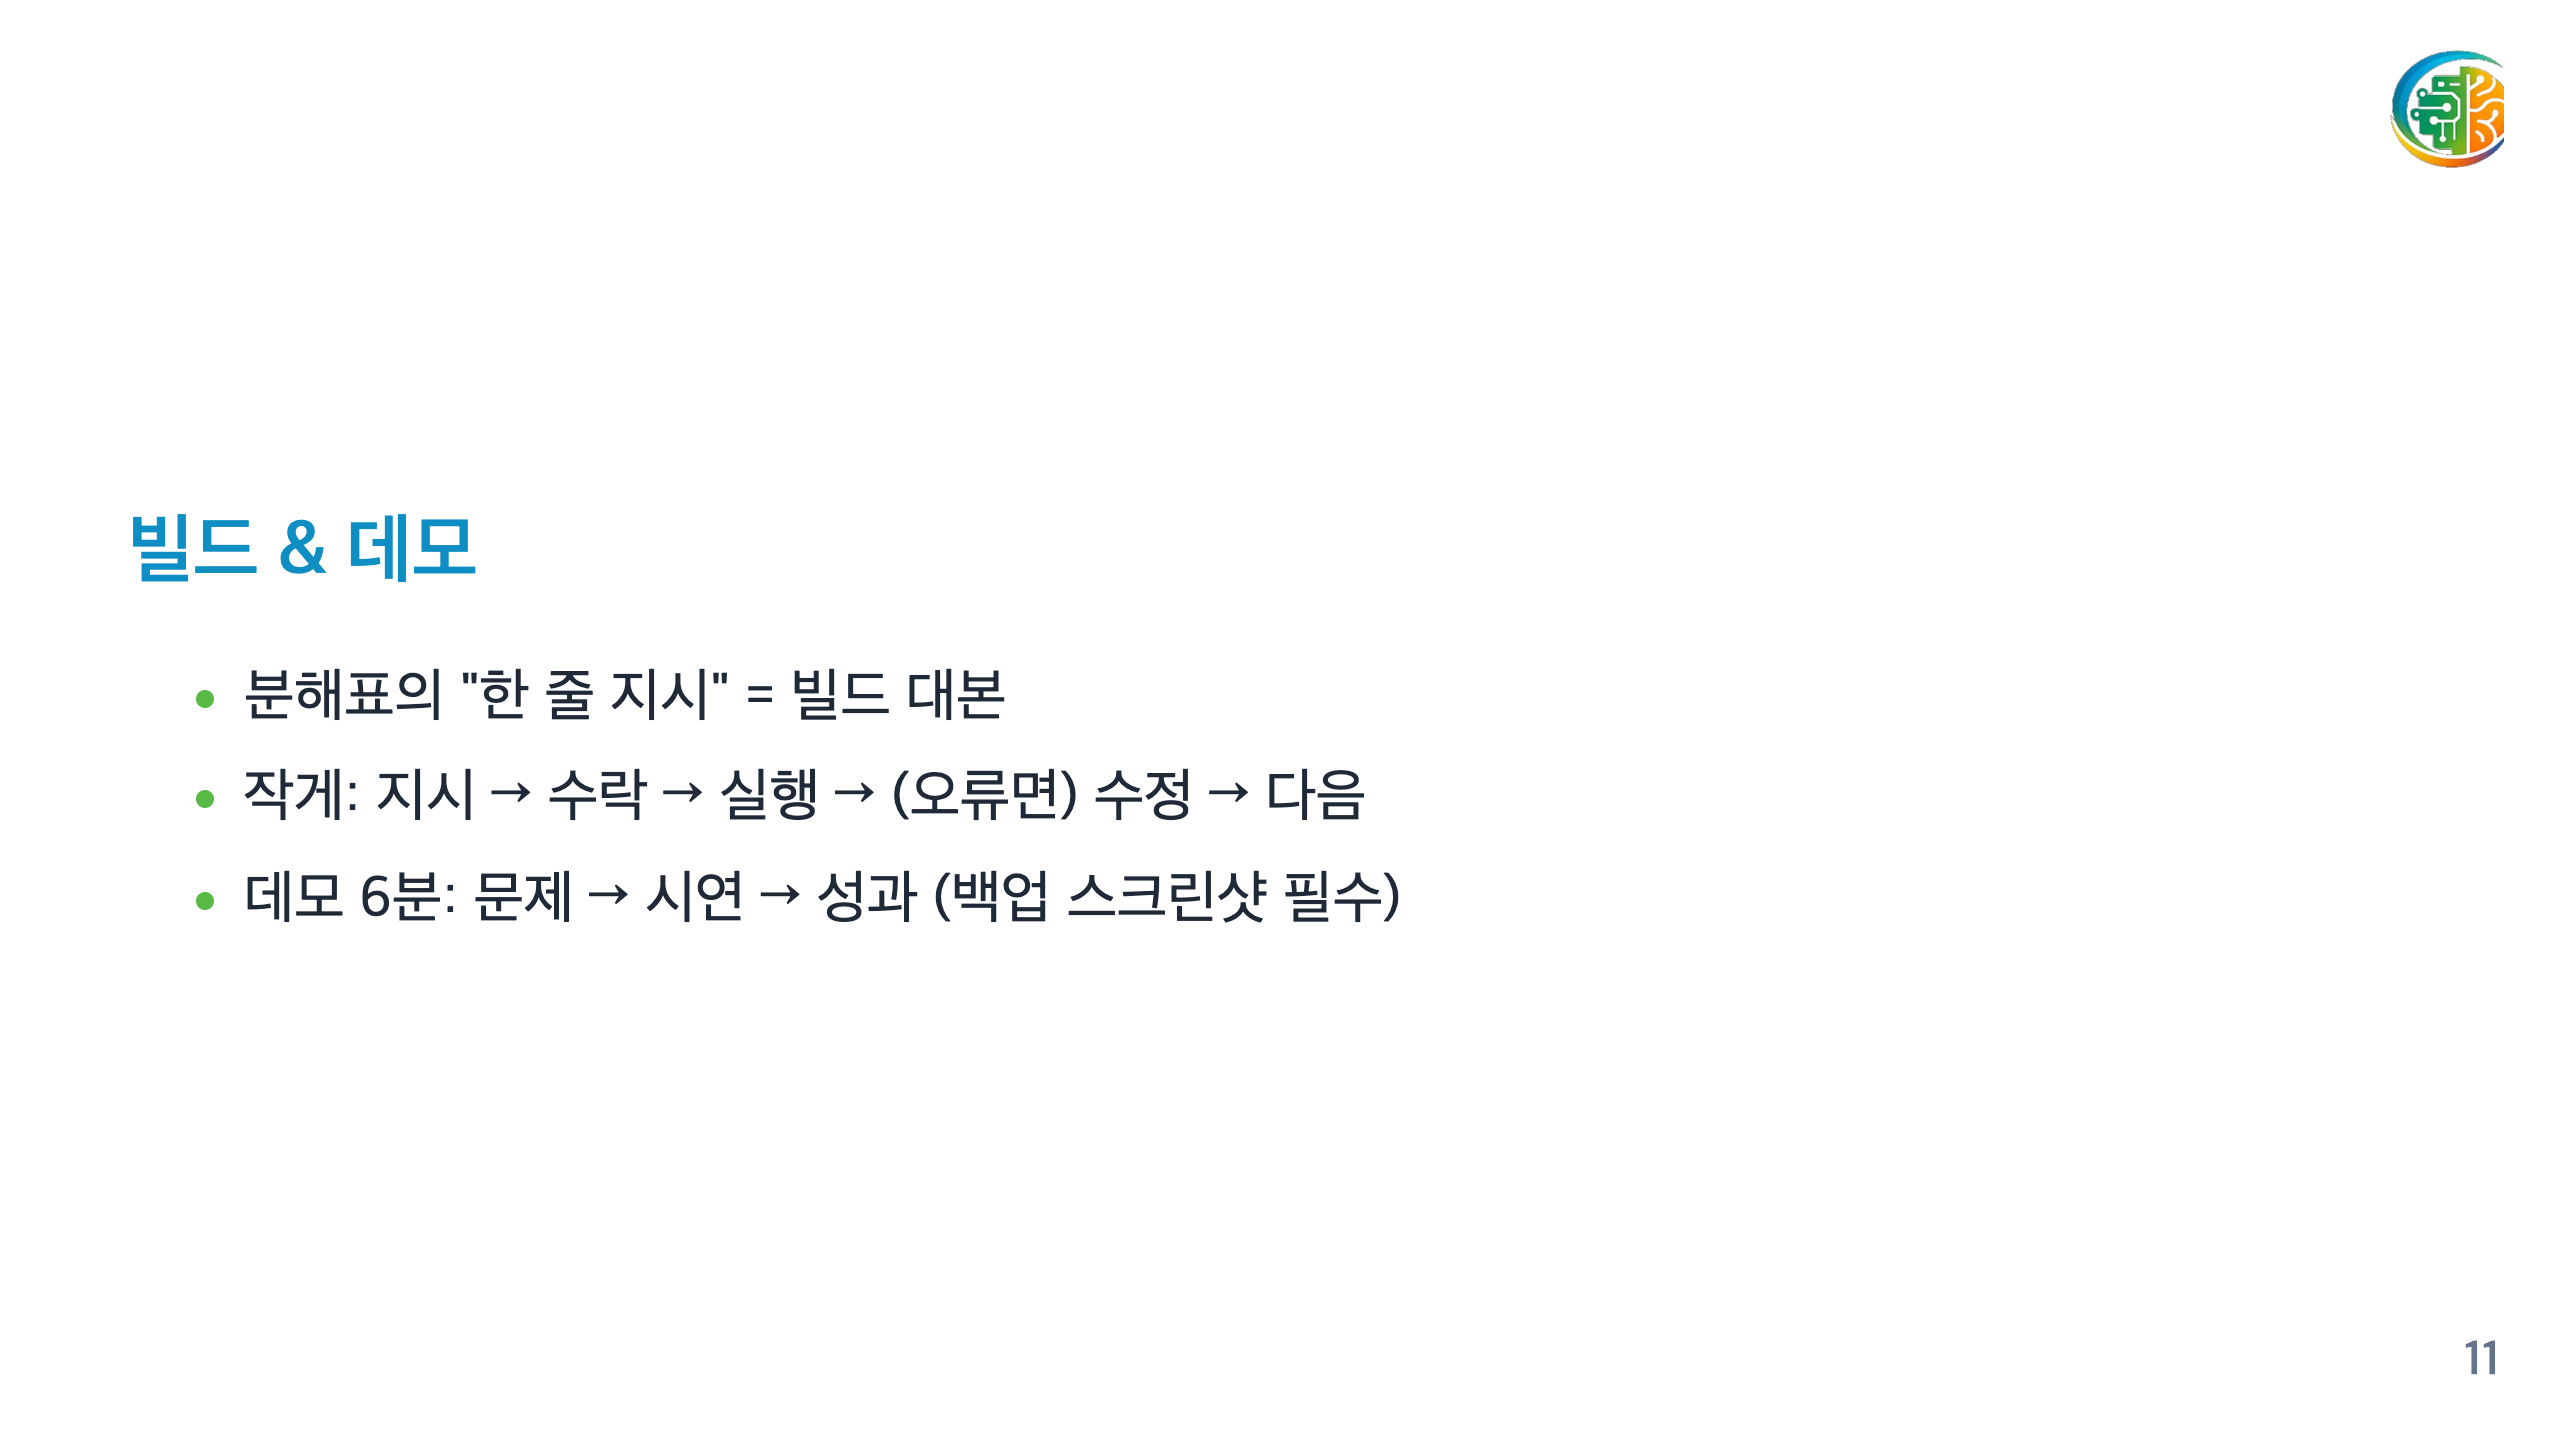 빌드 & 데모
• 분해표의 "한 줄 지시" = 빌드 대본
• 작게: 지시 → 수락 → 실행 → (오류면) 수정 → 다음
• 데모 6분: 문제 → 시연 → 성과 (백업 스크린샷 필수)
11